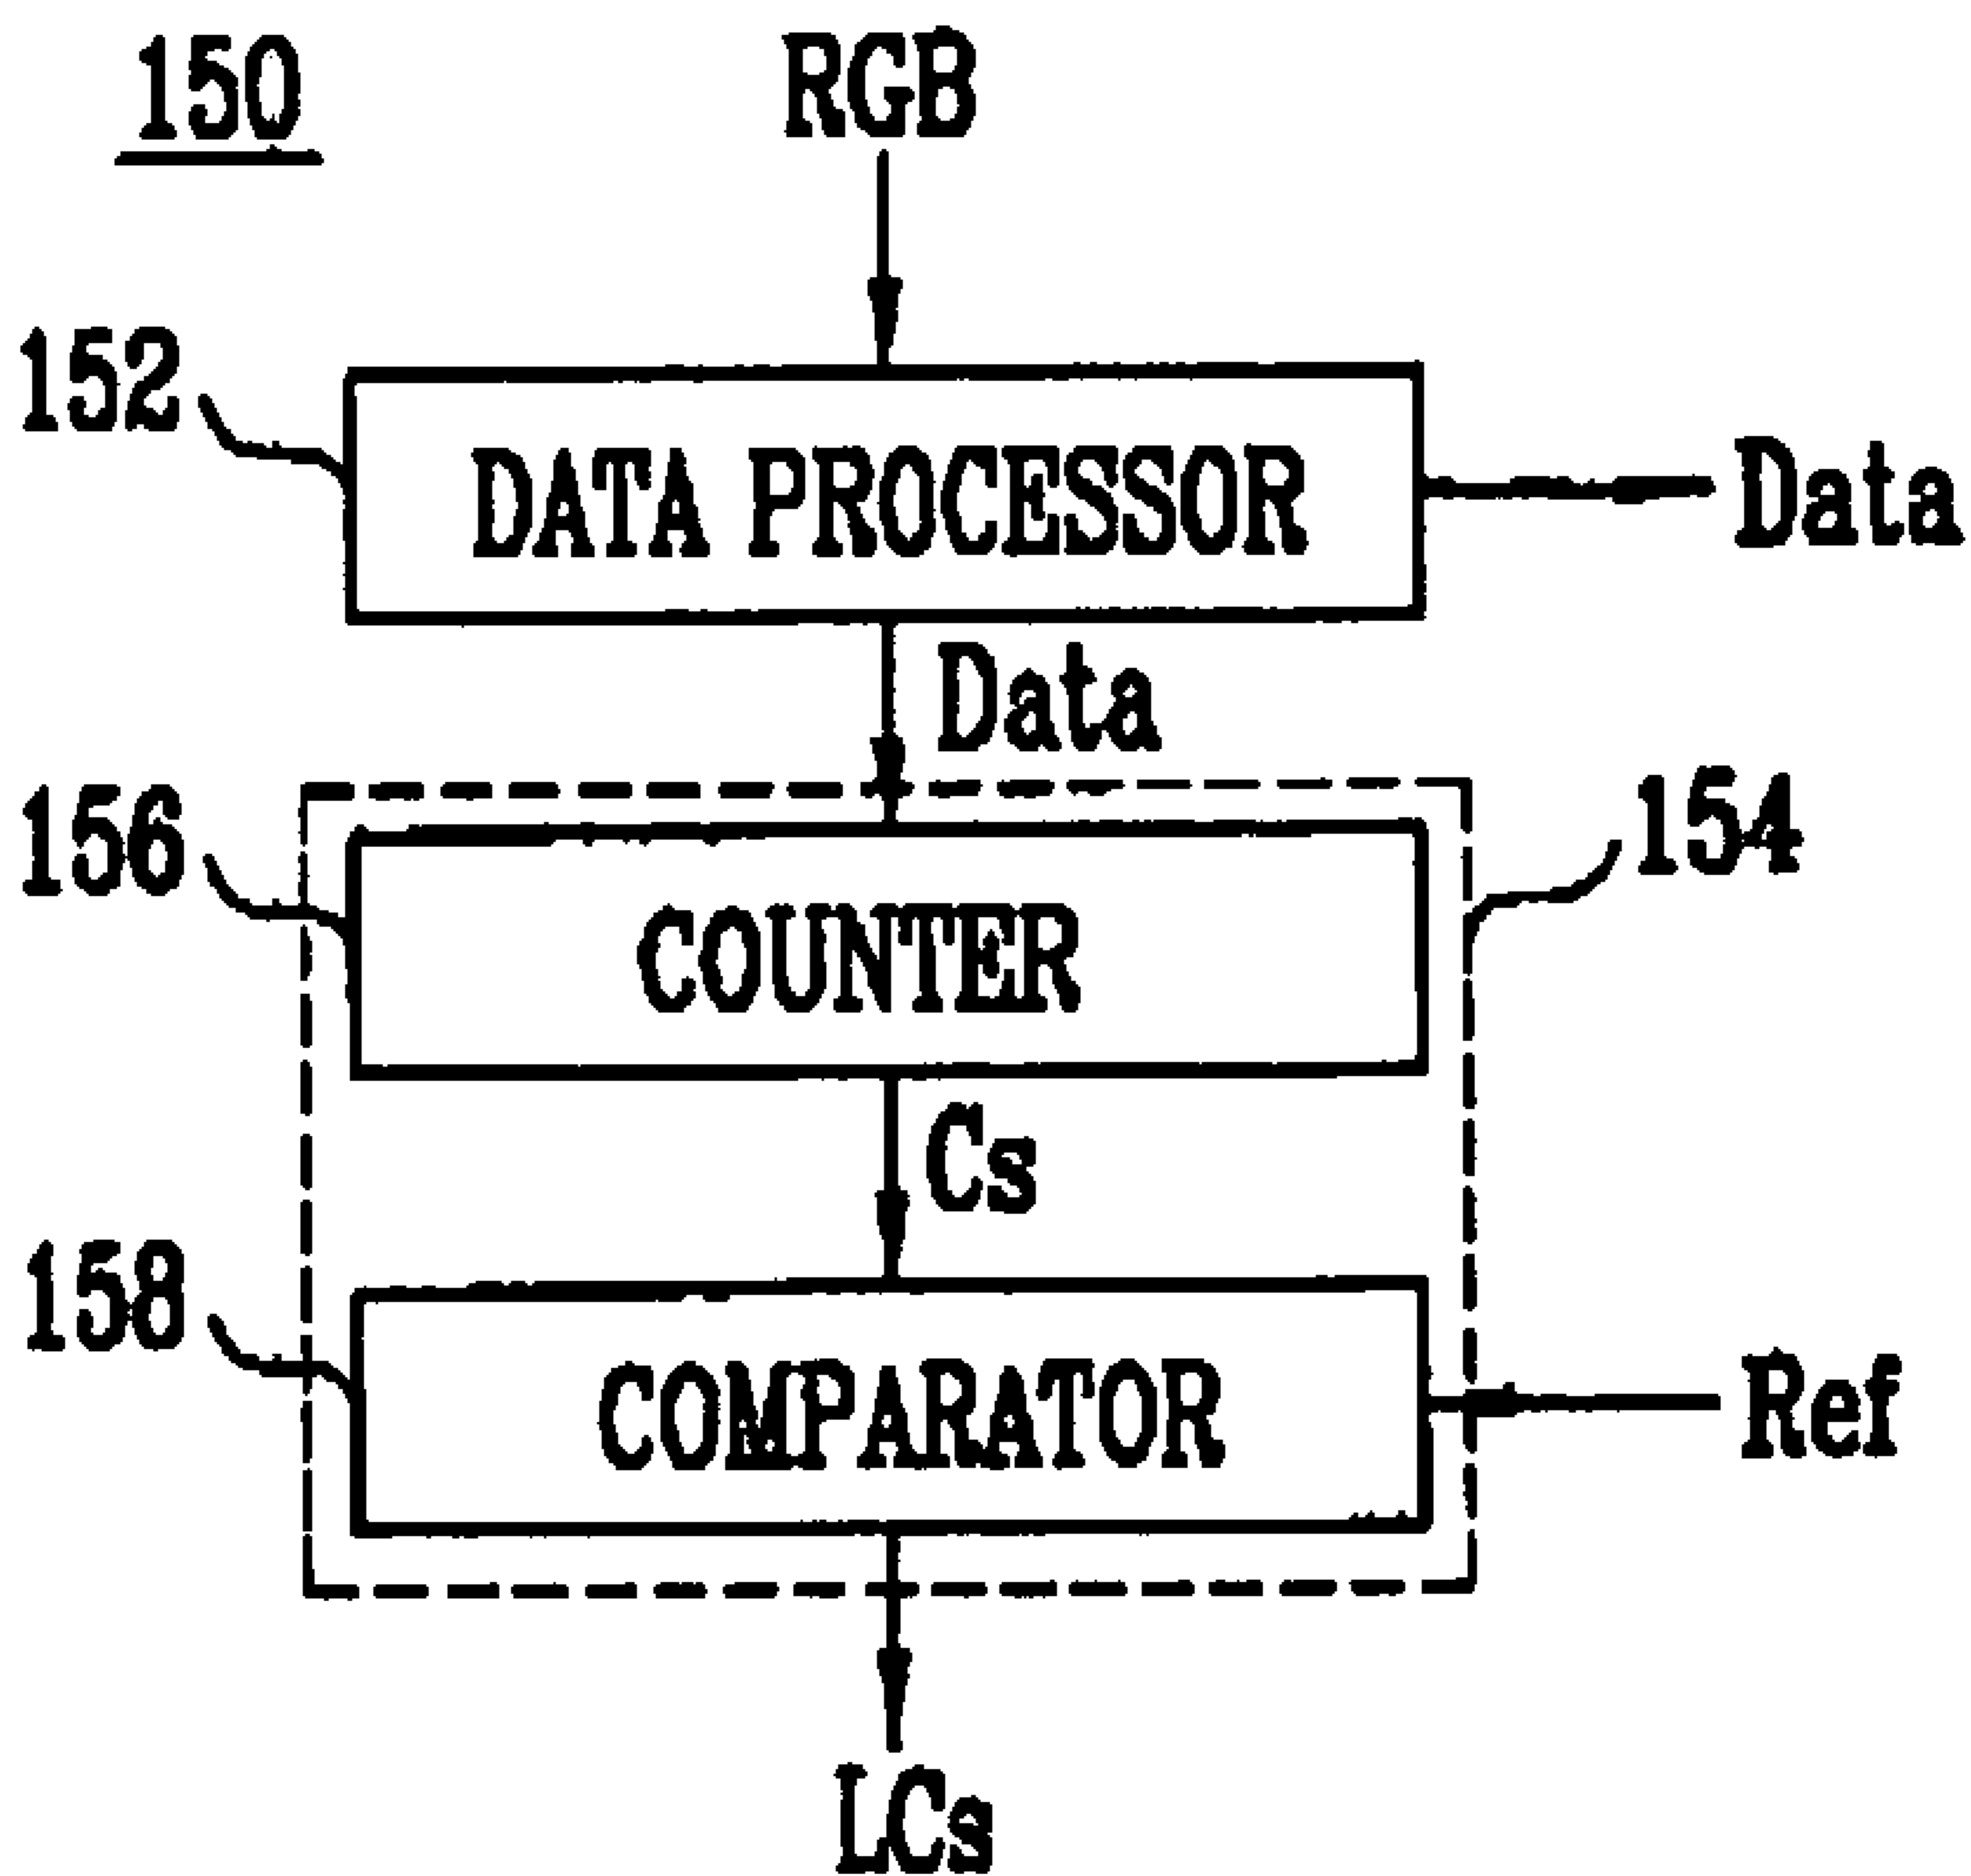 150
RGB
152
DATA PROCESSOR
Data
Data
156
154
COUNTER
Cs
158
COMPARATOR
Ref
LCs